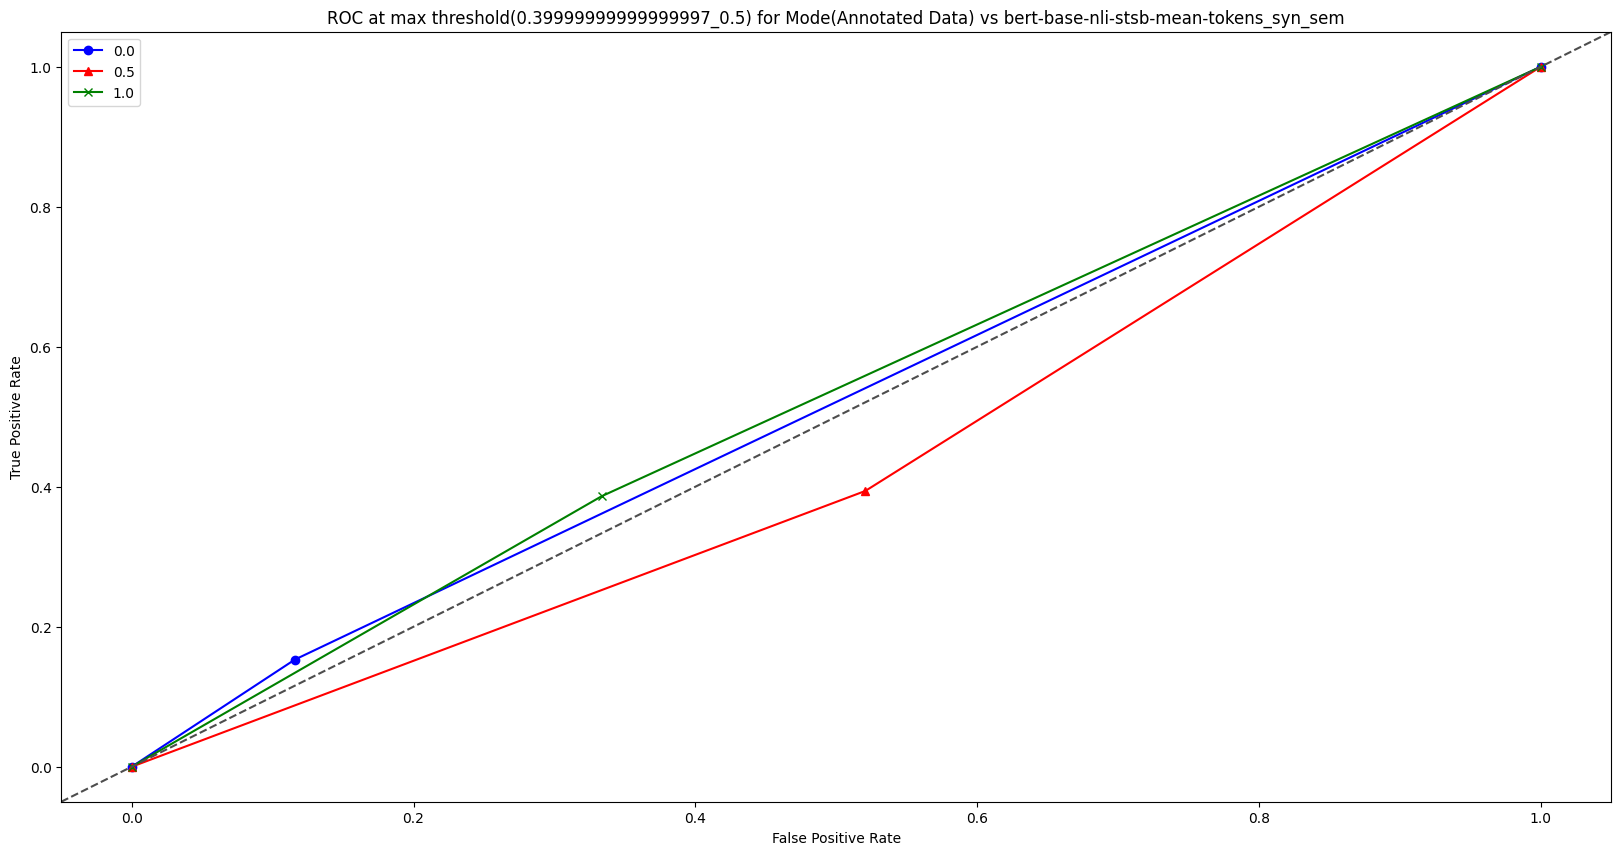 ROC at max threshold(0.39999999999999997_0.5) for Mode(Annotated Data) vs bert-base-nli-stsb-mean-tokens_syn_sem
0.0
0.5
1.0
True Positive Rate
1.0
0.8
0.6
0.4
0.2
0.0
0.0 0.2 0.4 0.6 0.8 1.0
False Positive Rate